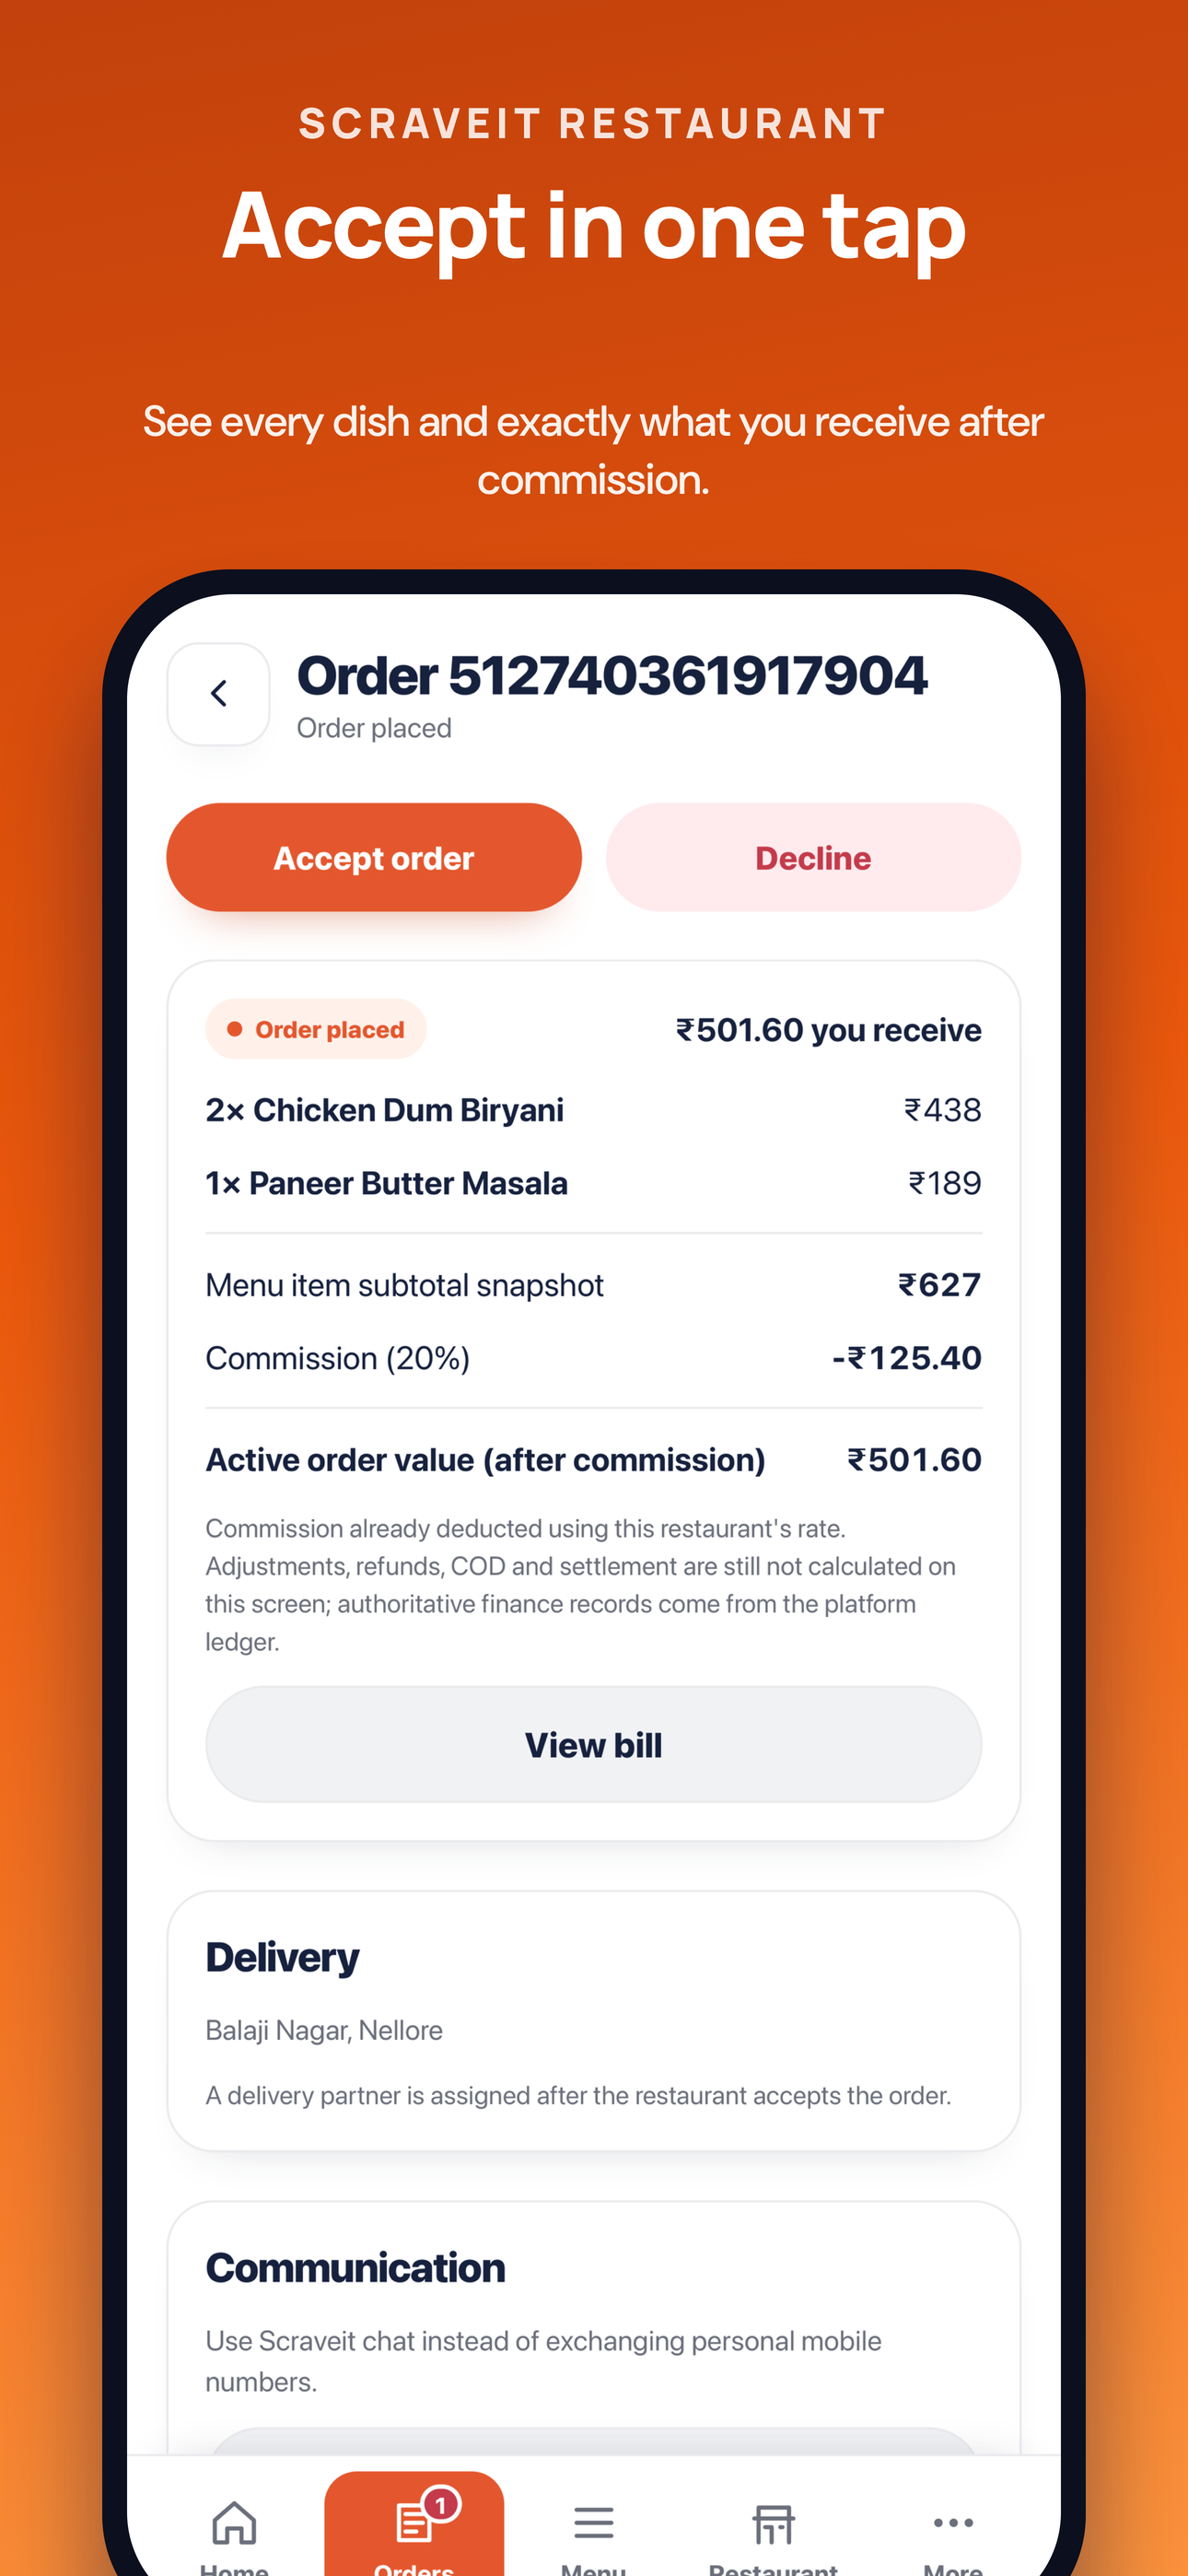 SCRAVEIT RESTAURANT
Accept in one tap
See every dish and exactly what you receive after
commission.
Order 512740361917904
Order placed
Accept order
Decline
Order placed
₹501.60 you receive
2× Chicken Dum Biryani
₹438
1× Paneer Butter Masala
₹189
Menu item subtotal snapshot
₹627
Commission (20%)
-₹125.40
Active order value (after commission)
₹501.60
Commission already deducted using this restaurant's rate.
Adjustments, refunds, COD and settlement are still not calculated on
this screen; authoritative finance records come from the platform
ledger.
View bill
Delivery
Balaji Nagar, Nellore
A delivery partner is assigned after the restaurant accepts the order.
Communication
Use Scraveit chat instead of exchanging personal mobile
numbers.
1
Home
Orders
Menu
Restaurant
More